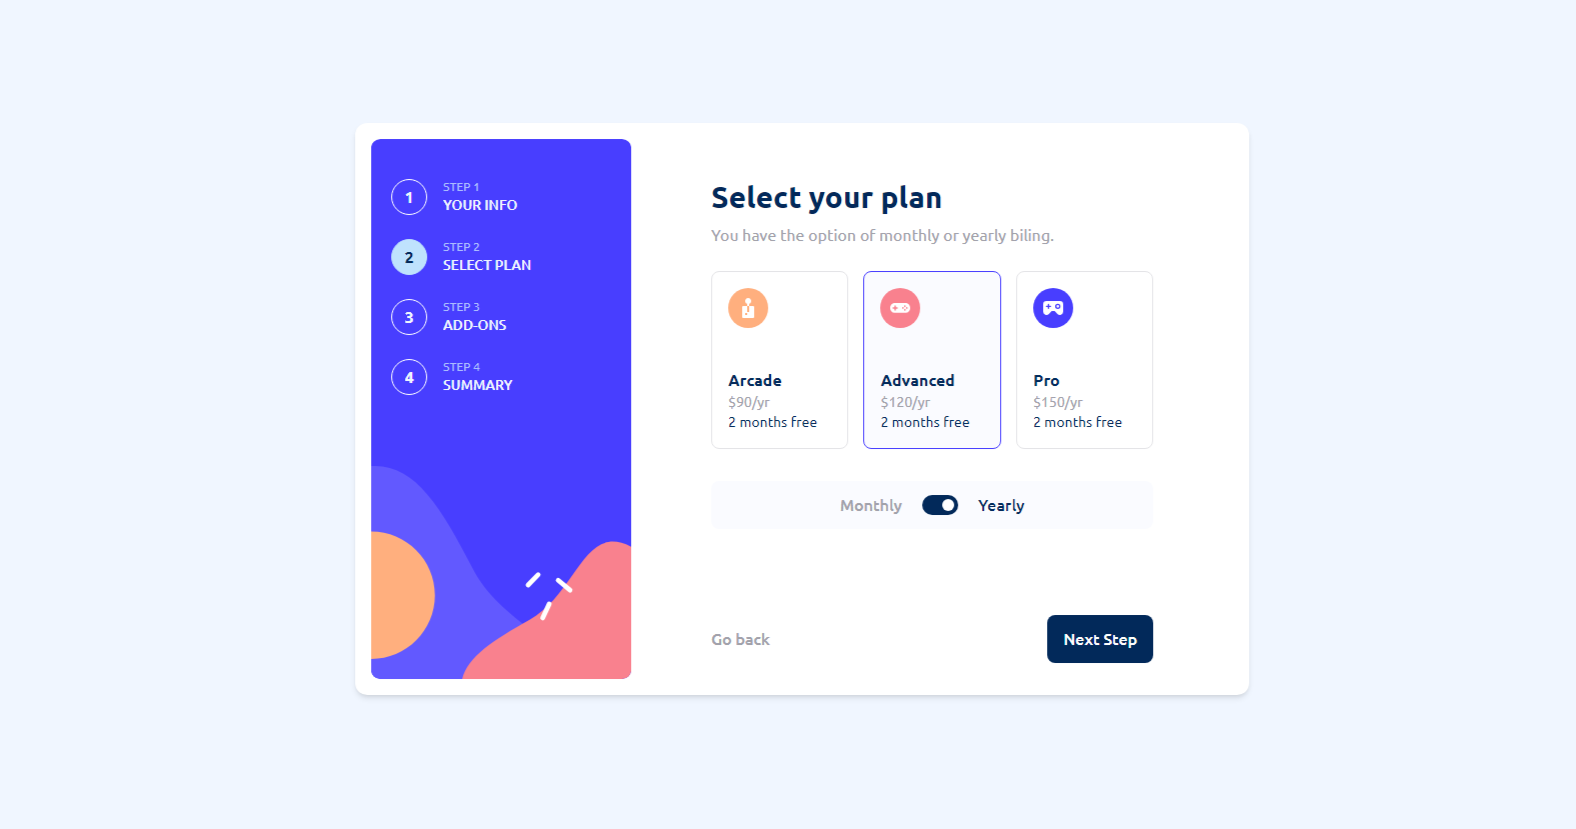 1
STEP 1
YOUR INFO
2
STEP 2
SELECT PLAN
3
STEP 3
ADD-ONS
4
STEP 4
SUMMARY
Select your plan
You have the option of monthly or yearly biling.
Arcade
$90/yr
2 months free
Advanced
$120/yr
2 months free
Pro
$150/yr
2 months free
Monthly Yearly
Go back
Next Step